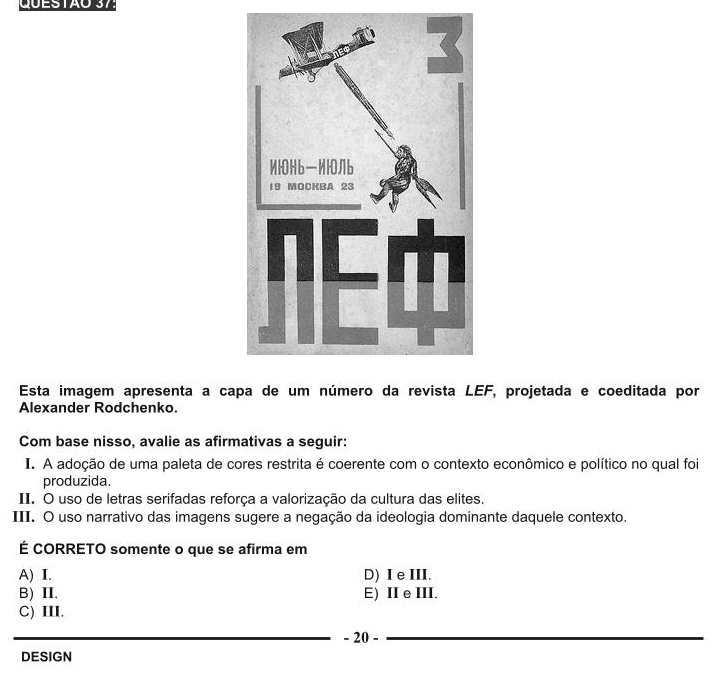 QUESTÃO 37:
3
ЛЕФ
ИЮНЬ—ИЮЛЬ
19 МОСКВА 23
ЛЕФ
Esta imagem apresenta a capa de um número da revista LEF, projetada e coeditada por
Alexander Rodchenko.
Com base nisso, avalie as afirmativas a seguir:
I. A adoção de uma paleta de cores restrita é coerente com o contexto econômico e político no qual foi
produzida.
II. O uso de letras serifadas reforça a valorização da cultura das elites.
III. O uso narrativo das imagens sugere a negação da ideologia dominante daquele contexto.
É CORRETO somente o que se afirma em
A) I.
B) II.
C) III.
D) I e III.
E) II e III.
- 20 -
DESIGN